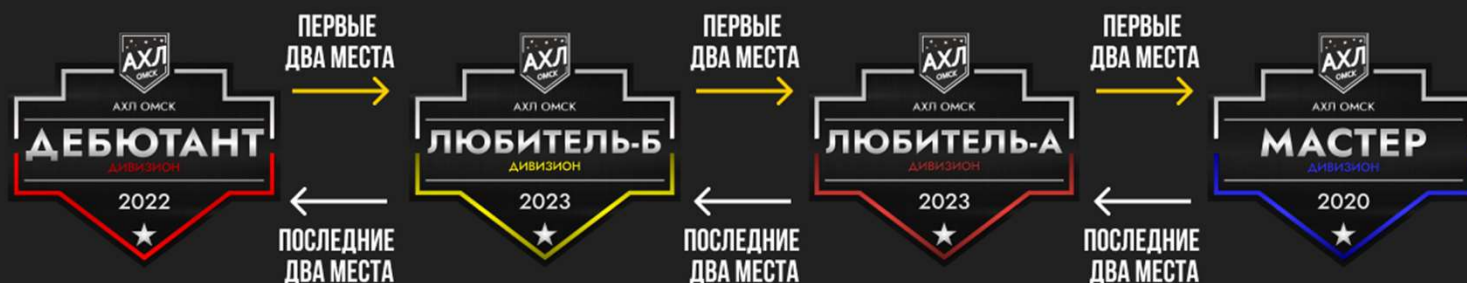 АХЛ
ОМСК
АХЛ ОМСК
ДЕБЮТАНТ
ДИВИЗИОН
2022
ПЕРВЫЕ
ДВА МЕСТА
ПОСЛЕДНИЕ
ДВА МЕСТА
АХЛ
ОМСК
АХЛ ОМСК
ЛЮБИТЕЛЬ-Б
ДИВИЗИОН
2023
ПЕРВЫЕ
ДВА МЕСТА
ПОСЛЕДНИЕ
ДВА МЕСТА
АХЛ
ОМСК
АХЛ ОМСК
ЛЮБИТЕЛЬ-А
ДИВИЗИОН
2023
ПЕРВЫЕ
ДВА МЕСТА
ПОСЛЕДНИЕ
ДВА МЕСТА
АХЛ
ОМСК
АХЛ ОМСК
МАСТЕР
ДИВИЗИОН
2020